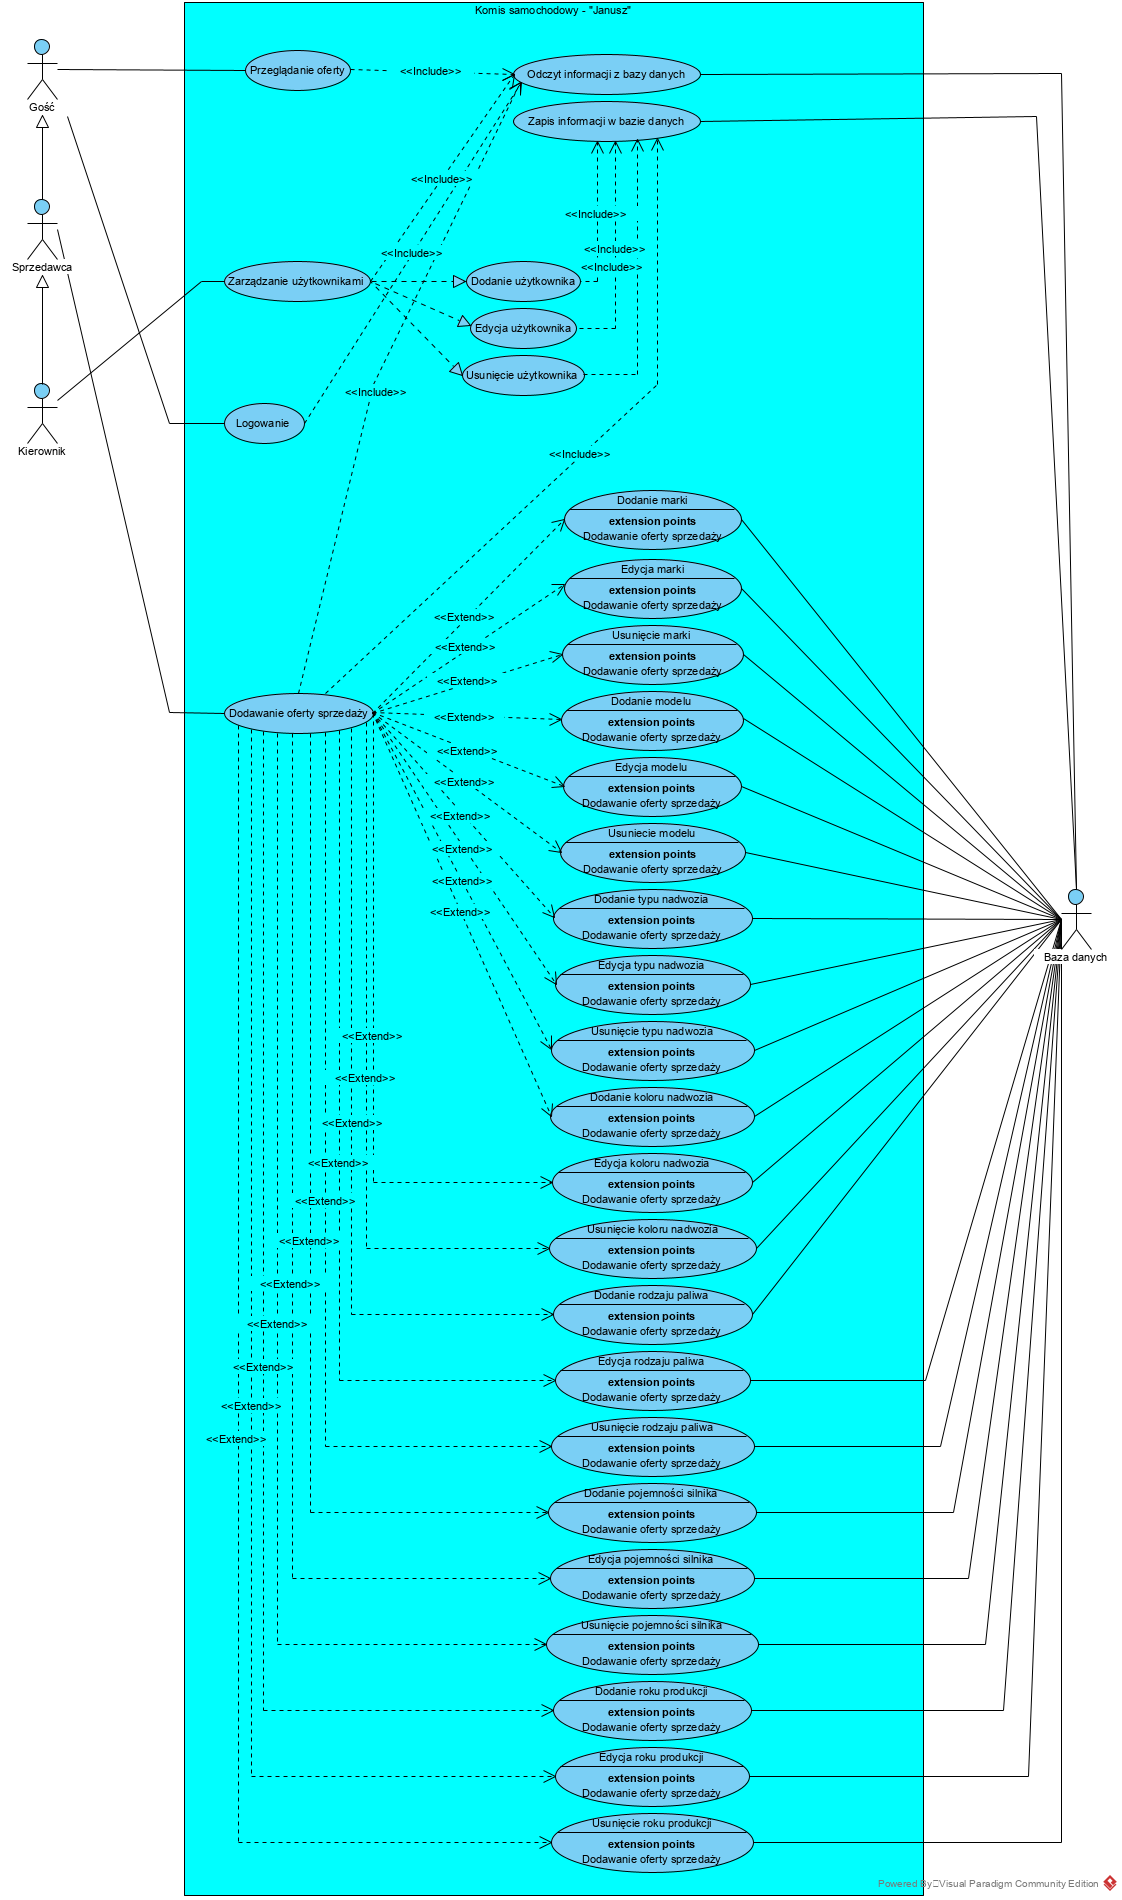 Komis samochodowy - "Janusz"
Przeglądanie oferty
<<Include>>
Odczyt informacji z bazy danych
Gość
Zapis informacji w bazie danych
<<Include>>
<<Include>>
Sprzedawca
<<Include>>
<<Include>>
<<Include>>
Zarządzanie użytkownikami
Dodanie użytkownika
Edycja użytkownika
Usunięcie użytkownika
<<Include>>
Logowanie
Kierownik
<<Include>>
Dodanie marki
extension points
Dodawanie oferty sprzedaży
Edycja marki
extension points
Dodawanie oferty sprzedaży
<<Extend>>
Usunięcie marki
<<Extend>>
extension points
Dodawanie oferty sprzedaży
<<Extend>>
Dodanie modelu
Dodawanie oferty sprzedaży
<<Extend>>
extension points
Dodawanie oferty sprzedaży
<<Extend>>
Edycja modelu
extension points
Dodawanie oferty sprzedaży
<<Extend>>
<<Extend>>
Usuniecie modelu
extension points
Dodawanie oferty sprzedaży
<<Extend>>
<<Extend>>
Dodanie typu nadwozia
extension points
Dodawanie oferty sprzedaży
<<Extend>>
Baza danych
Edycja typu nadwozia
extension points
Dodawanie oferty sprzedaży
Usunięcie typu nadwozia
extension points
Dodawanie oferty sprzedaży
<<Extend>>
<<Extend>>
Dodanie koloru nadwozia
extension points
Dodawanie oferty sprzedaży
<<Extend>>
<<Extend>>
Edycja koloru nadwozia
extension points
Dodawanie oferty sprzedaży
<<Extend>>
<<Extend>>
Usunięcie koloru nadwozia
extension points
Dodawanie oferty sprzedaży
<<Extend>>
Dodanie rodzaju paliwa
extension points
Dodawanie oferty sprzedaży
<<Extend>>
Edycja rodzaju paliwa
<<Extend>>
extension points
Dodawanie oferty sprzedaży
<<Extend>>
Usunięcie rodzaju paliwa
<<Extend>>
extension points
Dodawanie oferty sprzedaży
Dodanie pojemności silnika
extension points
Dodawanie oferty sprzedaży
Edycja pojemności silnika
extension points
Dodawanie oferty sprzedaży
Usunięcie pojemności silnika
extension points
Dodawanie oferty sprzedaży
Dodanie roku produkcji
extension points
Dodawanie oferty sprzedaży
Edycja roku produkcji
extension points
Dodawanie oferty sprzedaży
Usunięcie roku produkcji
extension points
Dodawanie oferty sprzedaży
Powered By Visual Paradigm Community Edition